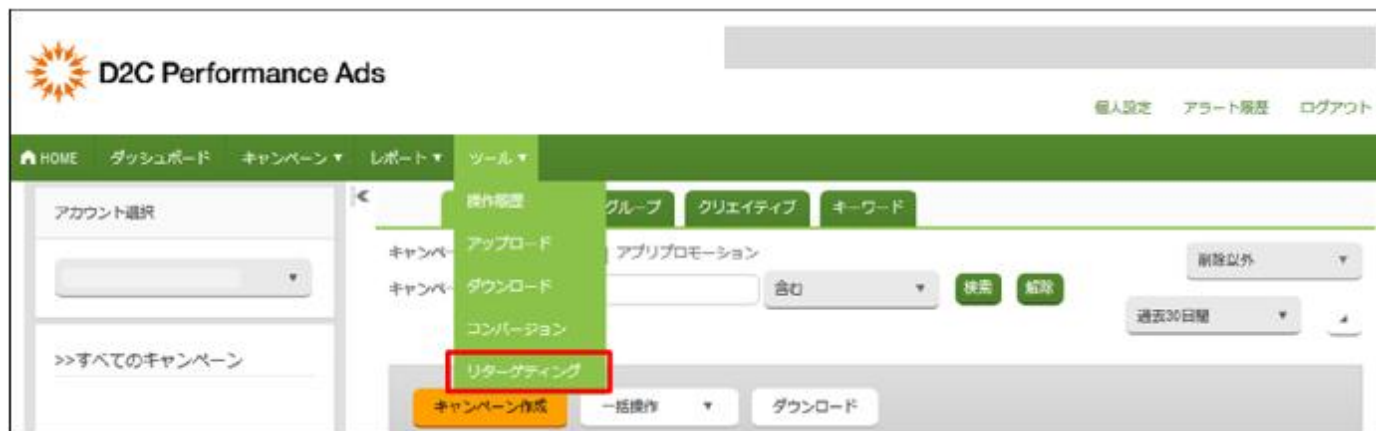 D2C Performance Ads
個人設定 アラート履歴 ログアウト
HOME ダッシュボード キャンペーン▼ レポート▼ ツール▼
アカウント選択
操作履歴
アップロード
ダウンロード
コンバージョン
リターゲティング
グループ クリエイティブ キーワード
キャンペー アプリプロモーション
削除以外
キャンペー 含む 検索 解除
過去30日間
>>すべてのキャンペーン
キャンペーン作成 一括操作 ダウンロード